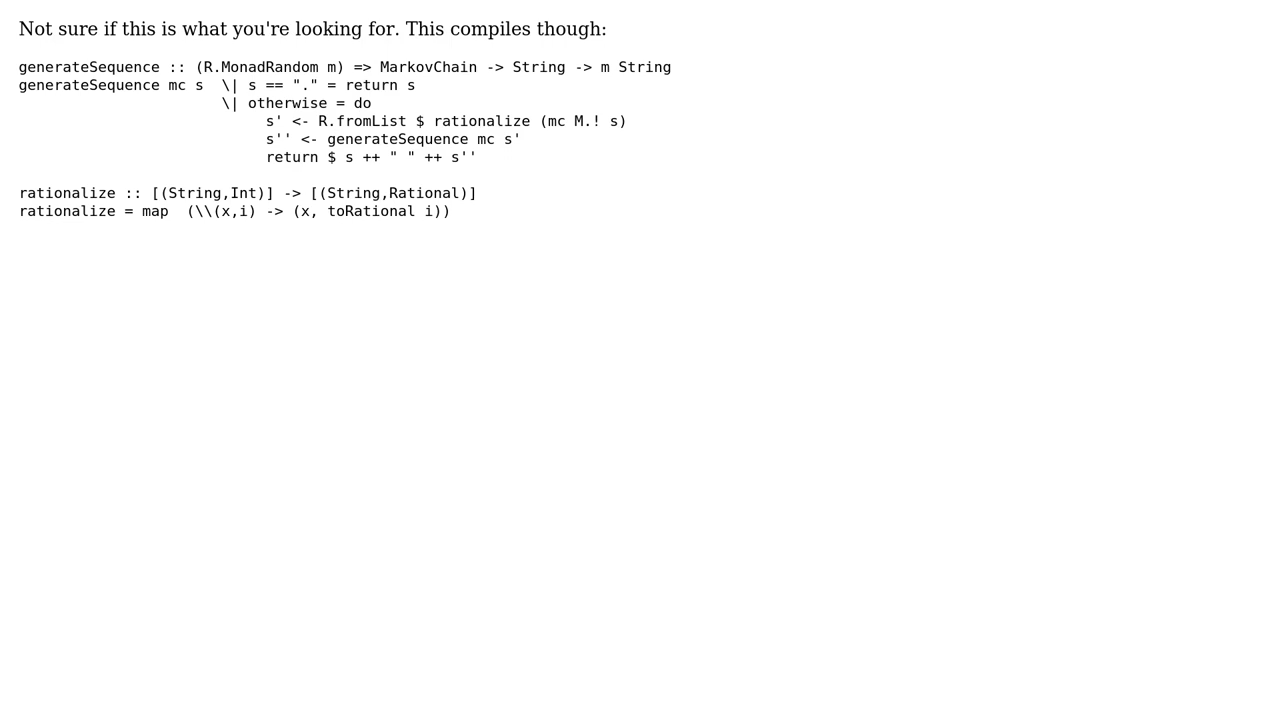 Not sure if this is what you're looking for. This compiles though:
generateSequence :: (R.MonadRandom m) => MarkovChain -> String -> m String
generateSequence mc s  \| s == "." = return s
                       \| otherwise = do
                            s' <- R.fromList $ rationalize (mc M.! s)
                            s'' <- generateSequence mc s'
                            return $ s ++ " " ++ s''
rationalize :: [(String,Int)] -> [(String,Rational)]
rationalize = map  (\\(x,i) -> (x, toRational i))